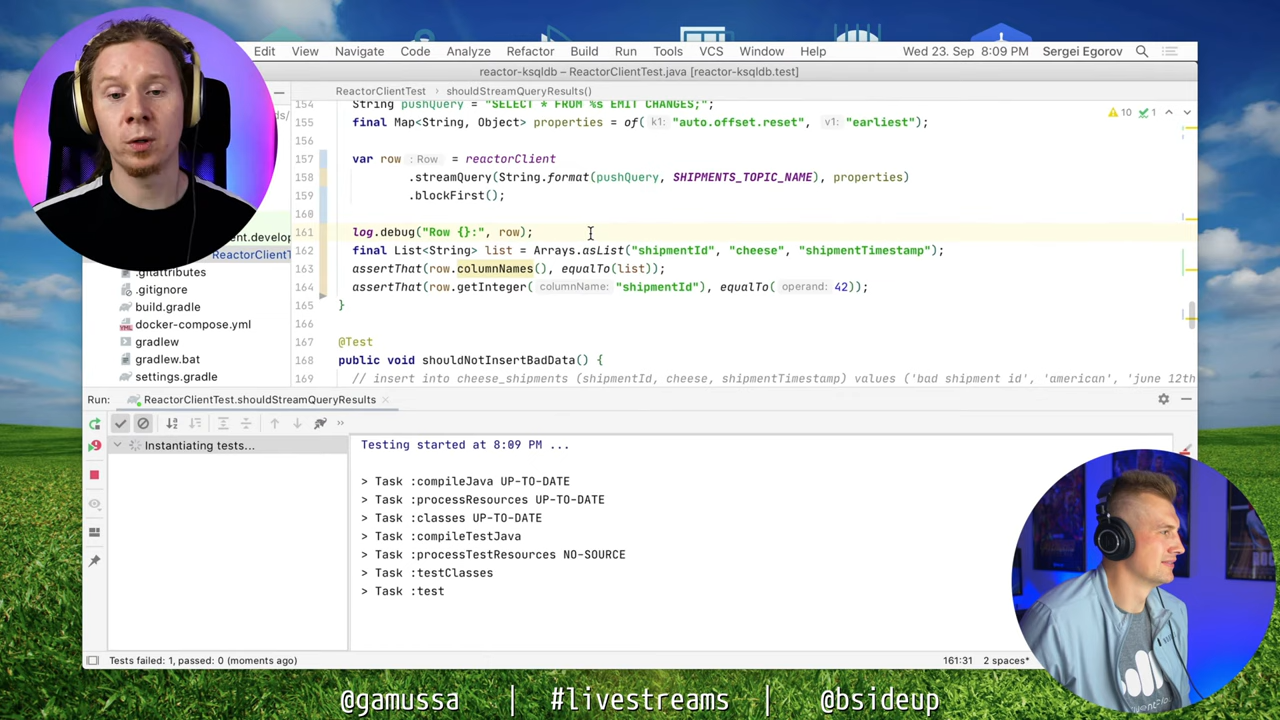 Edit View Navigate Code Analyze Refactor Build Run Tools VCS Window Help Wed 23. Sep 8:09 PM Sergei Egorov
reactor-ksqldb – ReactorClientTest.java [reactor-ksqldb.test]
ReactorClientTest › shouldStreamQueryResults()
154 String pushQuery = "SELECT * FROM %s EMIT CHANGES;";
155 final Map<String, Object> properties = of( k1: "auto.offset.reset", v1: "earliest");
10 1
156
157 var row : Row = reactorClient
158 .streamQuery(String.format(pushQuery, SHIPMENTS_TOPIC_NAME), properties)
159 .blockFirst();
160
161 log.debug("Row {}:", row);
162 final List<String> list = Arrays.asList("shipmentId", "cheese", "shipmentTimestamp");
163 assertThat(row.columnNames(), equalTo(list));
164 assertThat(row.getInteger( columnName: "shipmentId"), equalTo( operand: 42));
165 }
166
167 @Test
168 public void shouldNotInsertBadData() {
169 // insert into cheese_shipments (shipmentId, cheese, shipmentTimestamp) values ('bad shipment id', 'american', 'june 12th
ds/
ent.develop
ReactorClientT
.gitattributes
.gitignore
build.gradle
docker-compose.yml
gradlew
gradlew.bat
settings.gradle
Run: ReactorClientTest.shouldStreamQueryResults
Instantiating tests...
Testing started at 8:09 PM ...
> Task :compileJava UP-TO-DATE
> Task :processResources UP-TO-DATE
> Task :classes UP-TO-DATE
> Task :compileTestJava
> Task :processTestResources NO-SOURCE
> Task :testClasses
> Task :test
Tests failed: 1, passed: 0 (moments ago)
161:31 2 spaces*
@gamussa | #livestreams | @bsideup